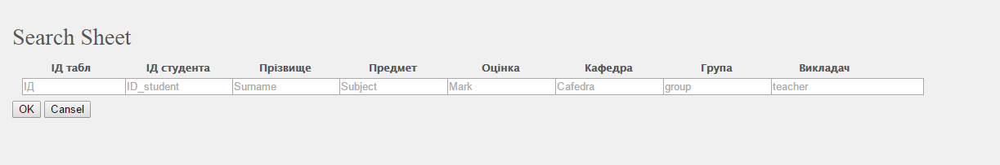 Search Sheet
ІД табл ІД студента Прізвище Предмет Оцінка Кафедра Група Викладач
ІД ID_student Surname Subject Mark Cafedra group teacher
OK Cansel